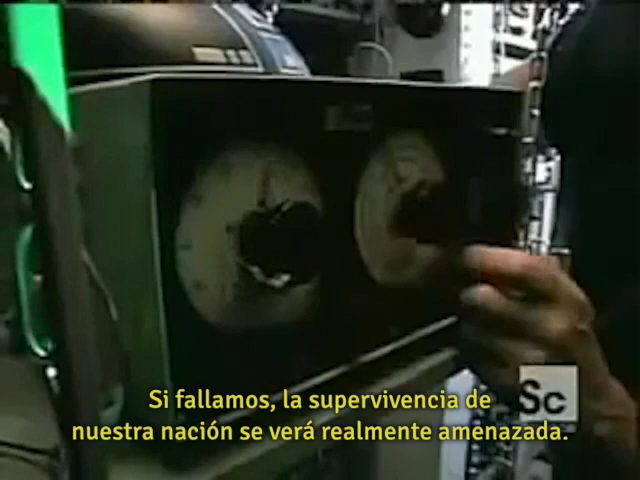 Sc
Si fallamos, la supervivencia de
nuestra nación se verá realmente amenazada.